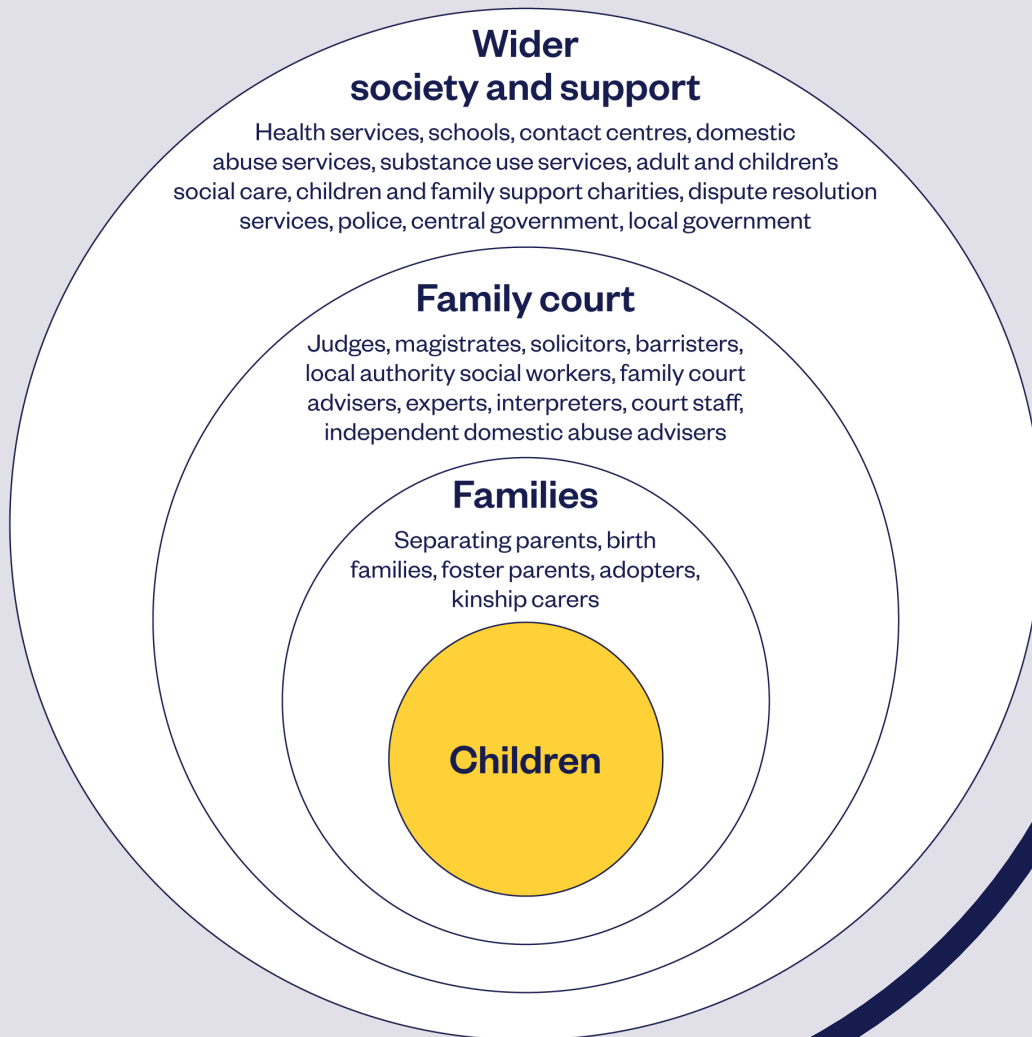 Wider
society and support
Health services, schools, contact centres, domestic
abuse services, substance use services, adult and children’s
social care, children and family support charities, dispute resolution
services, police, central government, local government
Family court
Judges, magistrates, solicitors, barristers,
local authority social workers, family court
advisers, experts, interpreters, court staff,
independent domestic abuse advisers
Families
Separating parents, birth
families, foster parents, adopters,
kinship carers
Children